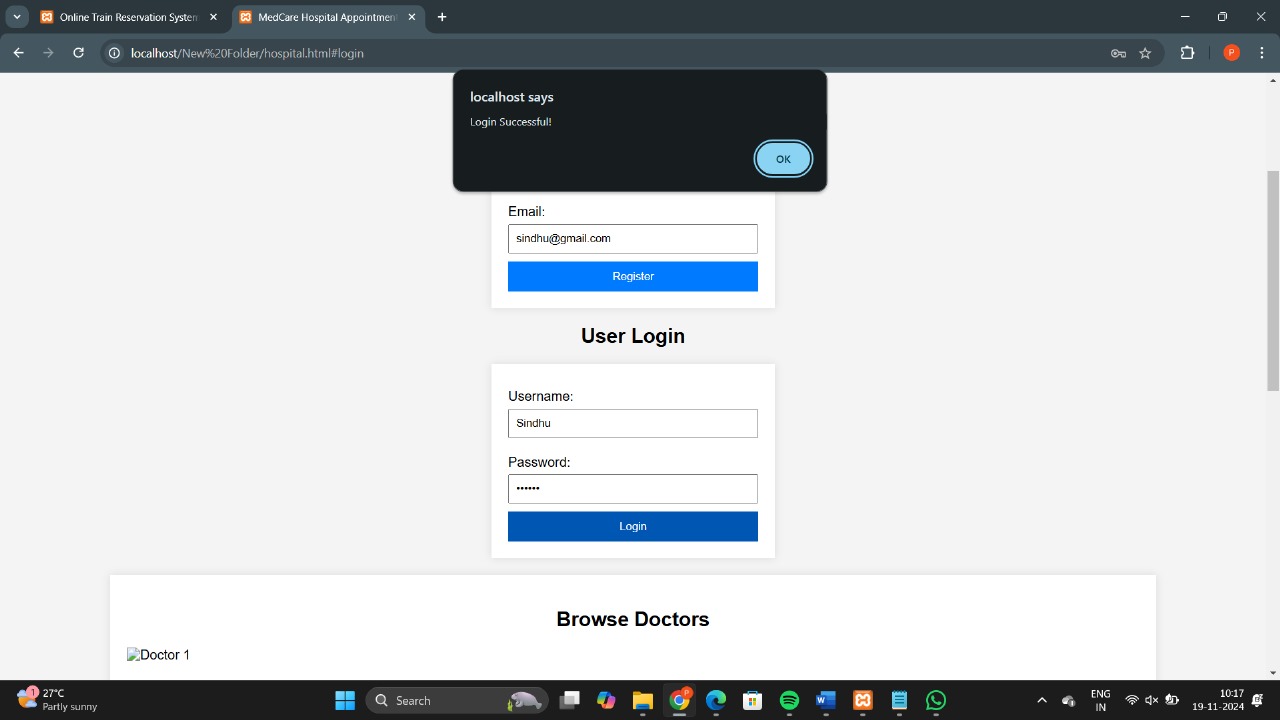 Online Train Reservation System
MedCare Hospital Appointment
localhost/New%20Folder/hospital.html#login
P
localhost says
Login Successful!
OK
Email:
sindhu@gmail.com
Register
User Login
Username:
Sindhu
Password:
••••••
Login
Browse Doctors
Doctor 1
1
27°C
Partly sunny
Search
P
W
ENG
IN
10:17
19-11-2024